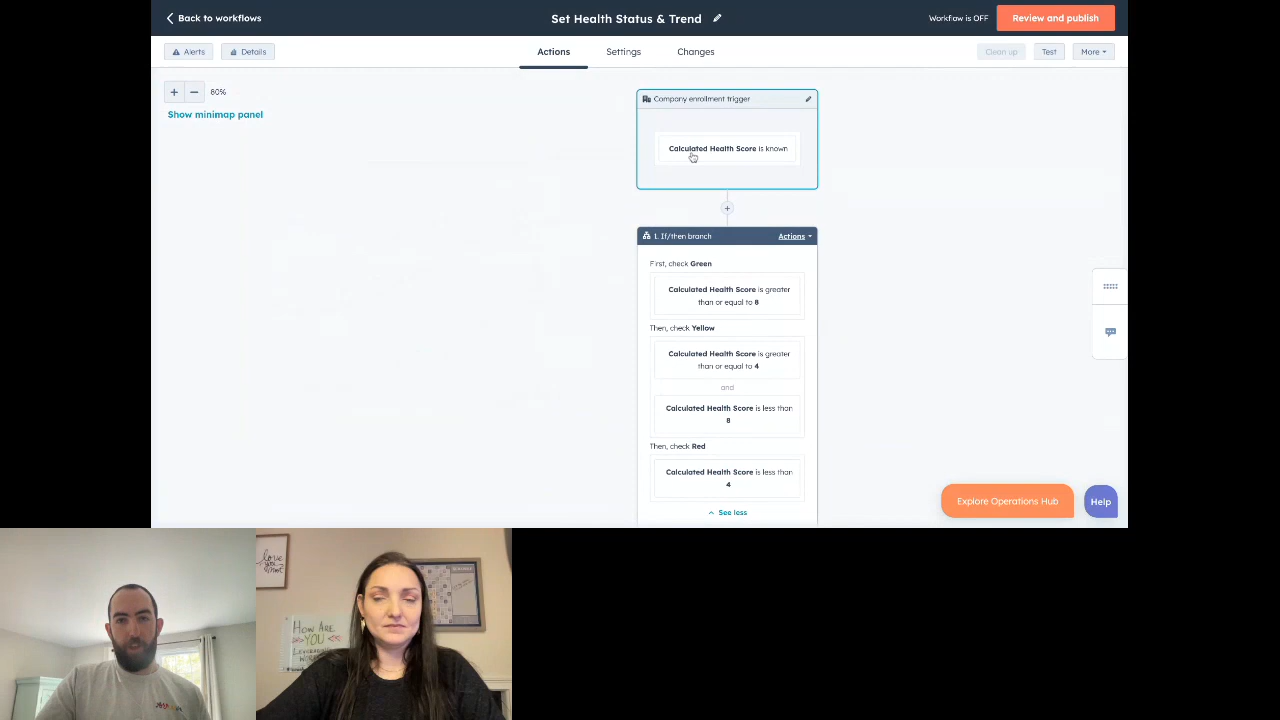 Back to workflows
Set Health Status & Trend
Workflow is OFF
Review and publish
Alerts
Details
Actions
Settings
Changes
Clean up
Test
More
+ − 80%
Show minimap panel
Company enrollment trigger
Calculated Health Score is known
+
1. If/then branch
Actions
First, check Green
Calculated Health Score is greater
than or equal to 8
Then, check Yellow
Calculated Health Score is greater
than or equal to 4
and
Calculated Health Score is less than
8
Then, check Red
Calculated Health Score is less than
4
See less
Explore Operations Hub
Help
love
you
most
HOW ARE
YOU